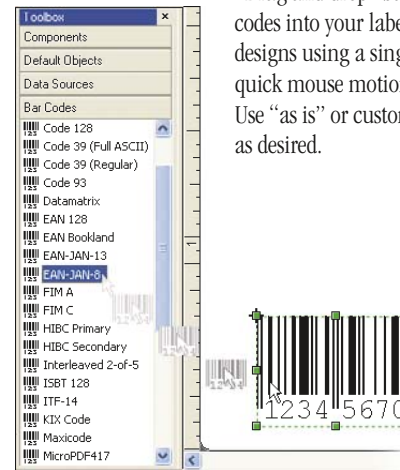 Toolbox
Components
Default Objects
Data Sources
Bar Codes
Code 128
Code 39 (Full ASCII)
Code 39 (Regular)
Code 93
Datamatrix
EAN 128
EAN Bookland
EAN-JAN-13
EAN-JAN-8
FIM A
FIM C
HIBC Primary
HIBC Secondary
Interleaved 2-of-5
ISBT 128
ITF-14
KIX Code
Maxicode
MicroPDF417
codes into your labe
designs using a sing
quick mouse motion
Use “as is” or custom
as desired.
1234 5670